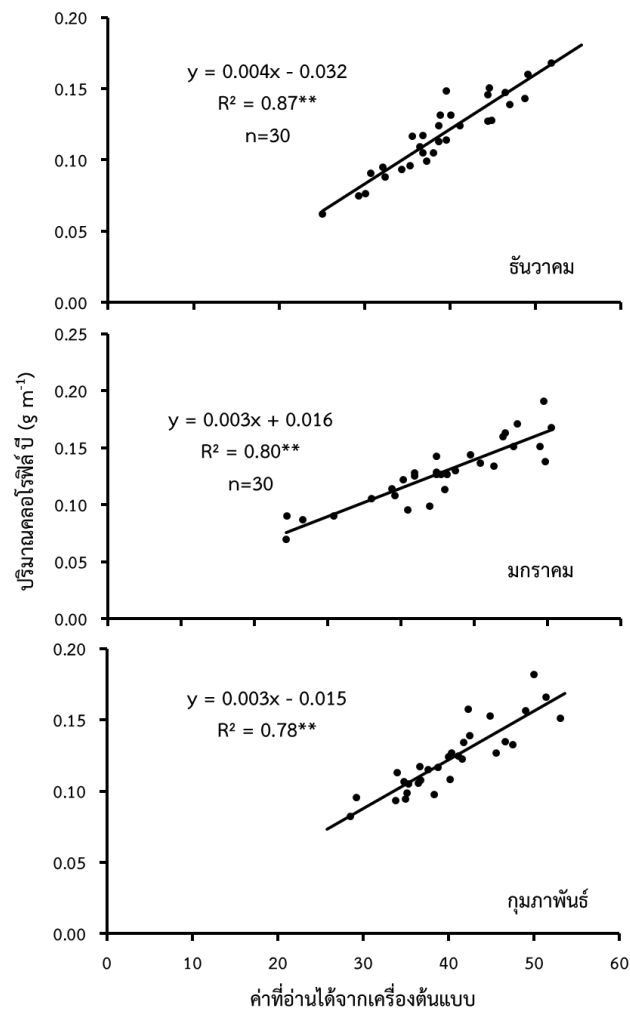 0.20
0.15
0.10
0.05
0.00
y = 0.004x - 0.032
R² = 0.87**
n=30
ธันวาคม
0.25
0.20
0.15
0.10
0.05
0.00
y = 0.003x + 0.016
R² = 0.80**
n=30
มกราคม
ปริมาณคลอโรฟิล์ บี (g m⁻¹)
0.20
0.15
0.10
0.05
0.00
y = 0.003x - 0.015
R² = 0.78**
กุมภาพันธ์
0 10 20 30 40 50 60
ค่าที่อ่านได้จากเครื่องต้นแบบ